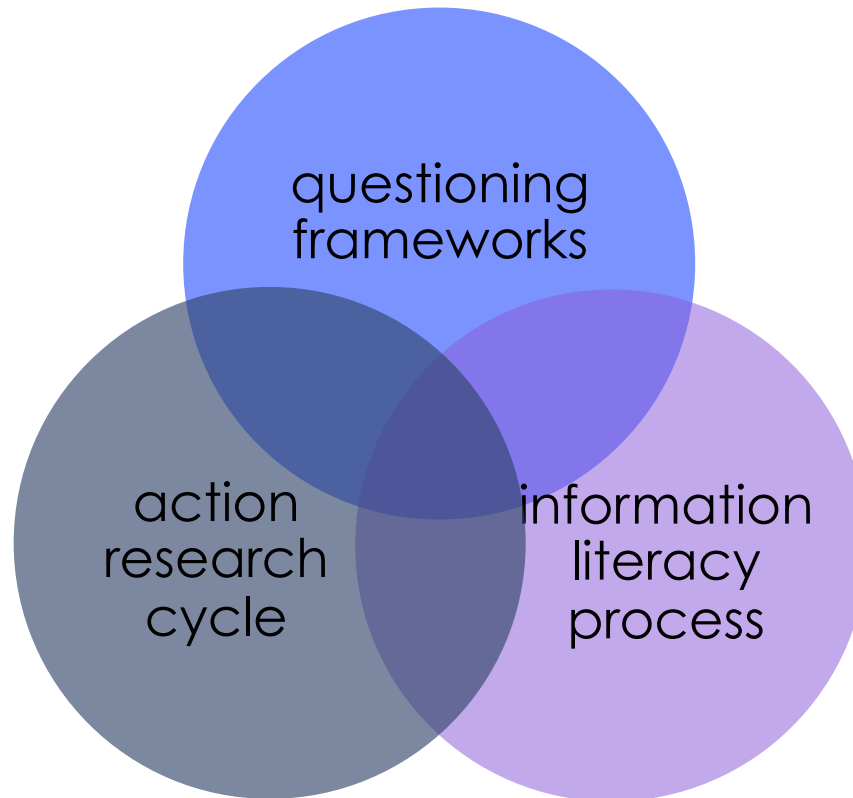 questioning
frameworks
action
research
cycle
information
literacy
process